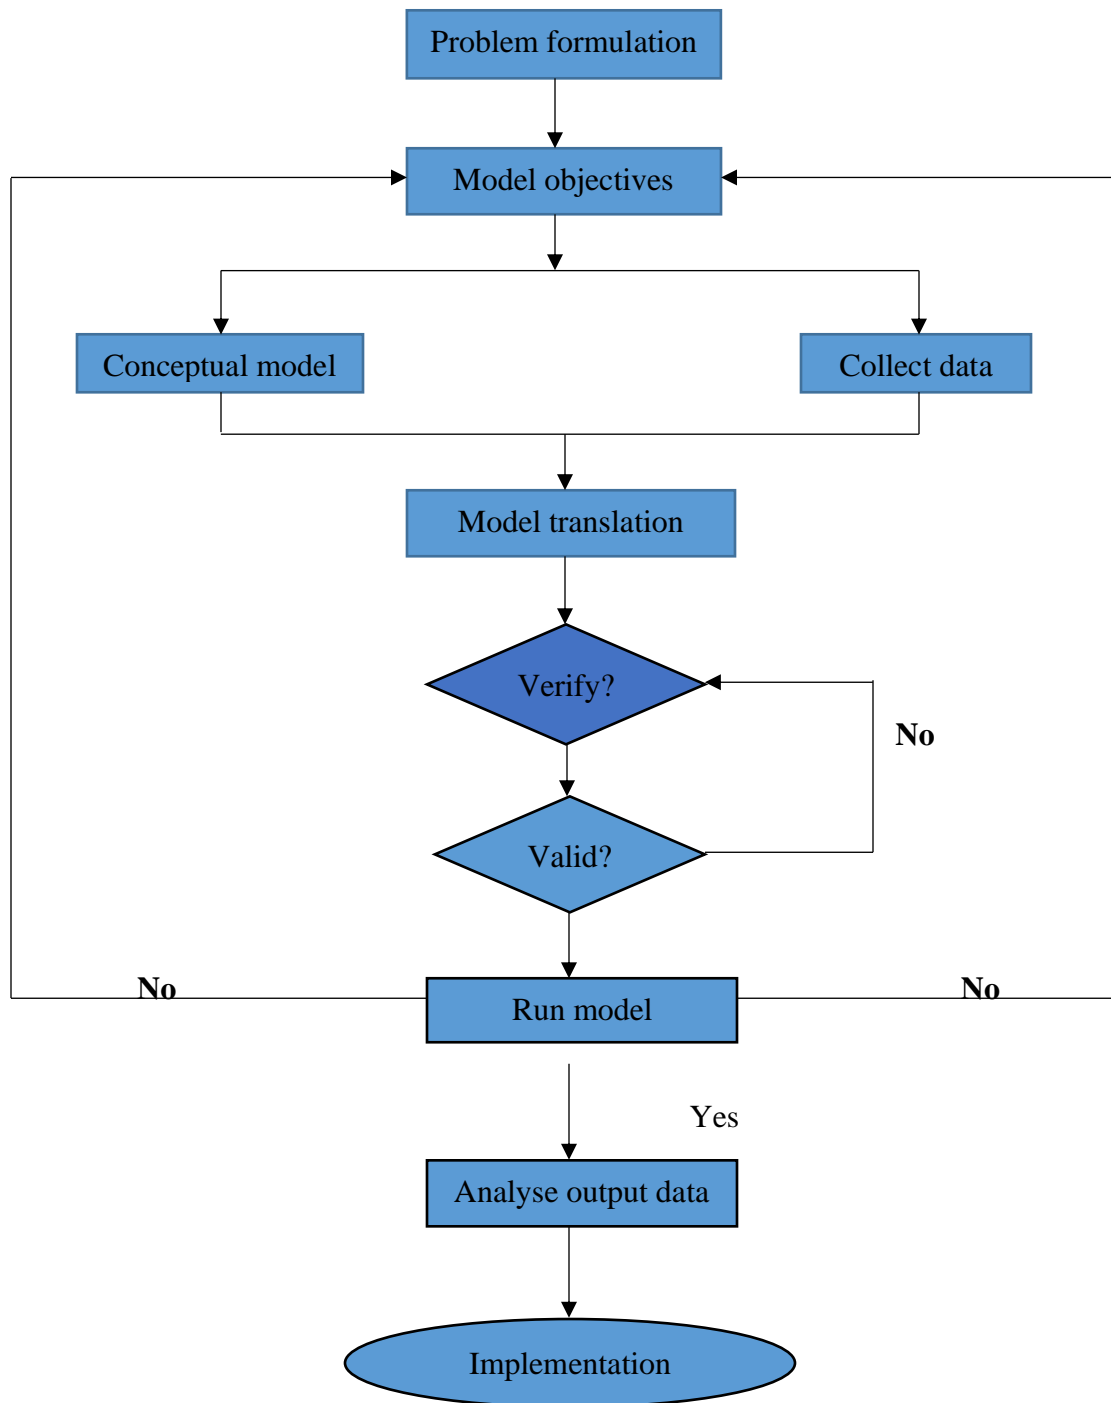 Problem formulation
Model objectives
Conceptual model
Collect data
Model translation
Verify?
No
Valid?
No
Run model
No
Yes
Analyse output data
Implementation